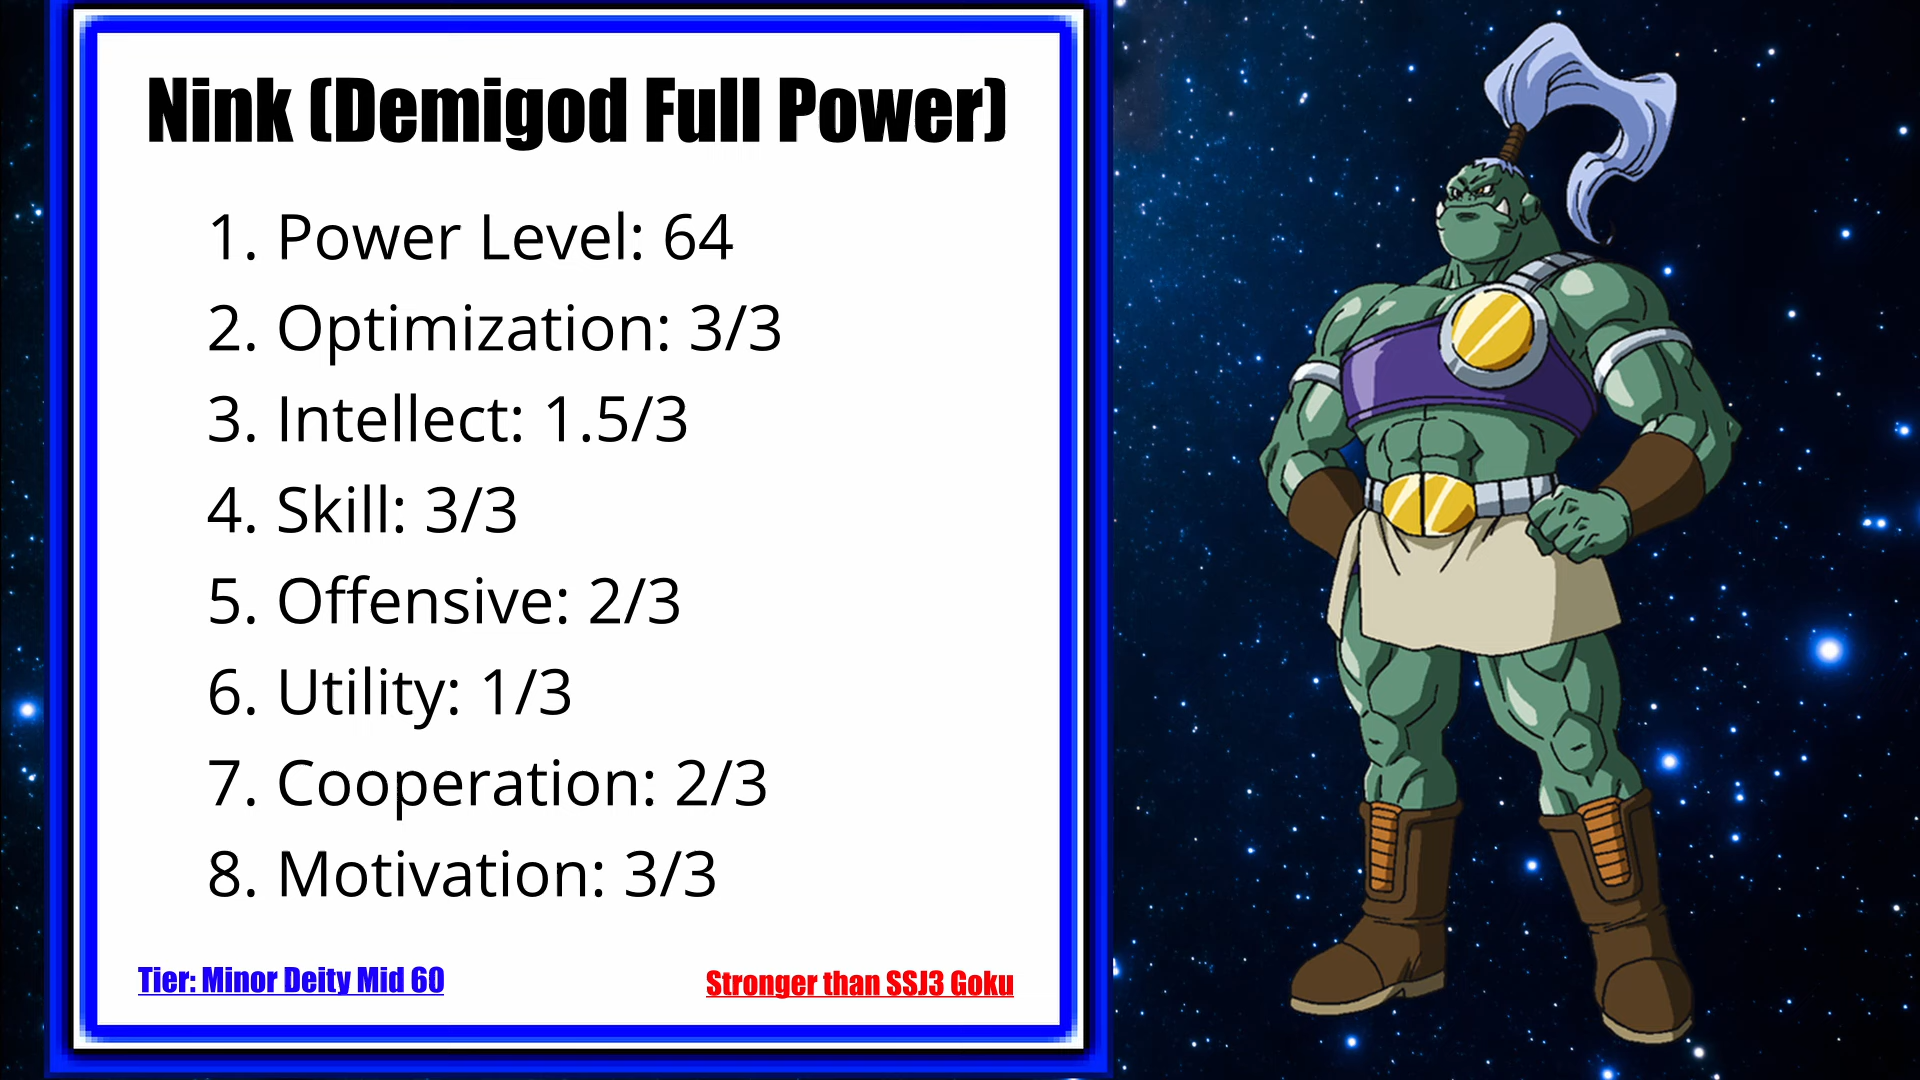 Nink (Demigod Full Power)
1. Power Level: 64
2. Optimization: 3/3
3. Intellect: 1.5/3
4. Skill: 3/3
5. Offensive: 2/3
6. Utility: 1/3
7. Cooperation: 2/3
8. Motivation: 3/3
Tier: Minor Deity Mid 60
Stronger than SSJ3 Goku